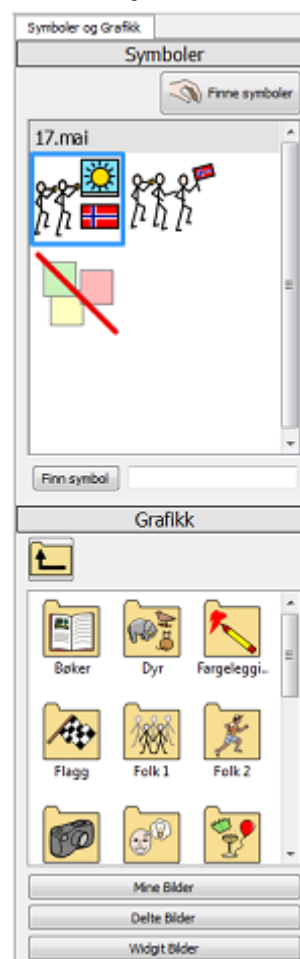 Symboler og Grafikk
Symboler
Finne symboler
17.mai
Finn symbol
Grafikk
Bøker Dyr Fargeleggi..
Flagg Folk 1 Folk 2
Mine Bilder
Delte Bilder
Widgit Bilder